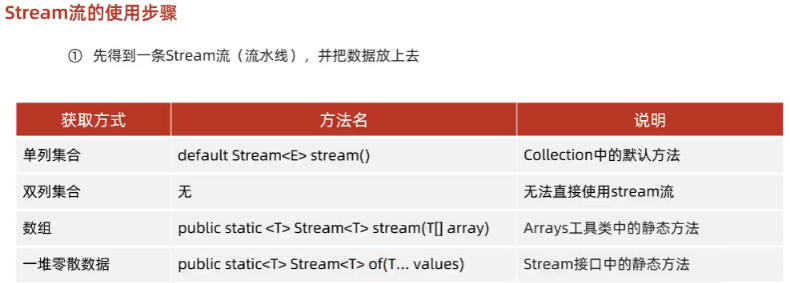 Stream流的使用步骤
① 先得到一条Stream流（流水线），并把数据放上去
获取方式 方法名 说明
单列集合 default Stream<E> stream() Collection中的默认方法
双列集合 无 无法直接使用stream流
数组 public static <T> Stream<T> stream(T[] array) Arrays工具类中的静态方法
一堆零散数据 public static<T> Stream<T> of(T... values) Stream接口中的静态方法